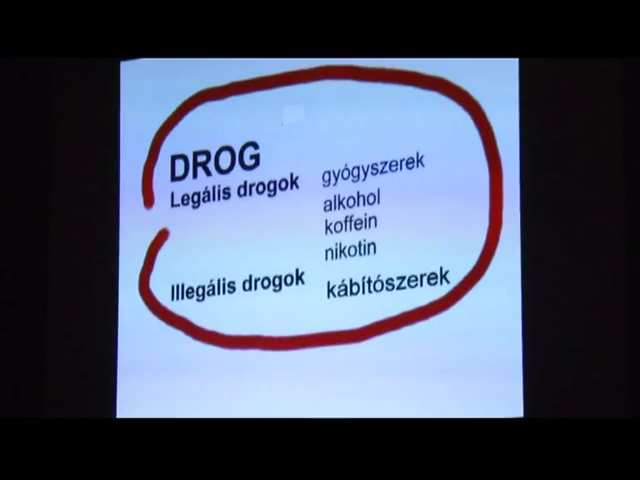 DROG
Legális drogok gyógyszerek
alkohol
koffein
nikotin
Illegális drogok kábítószerek